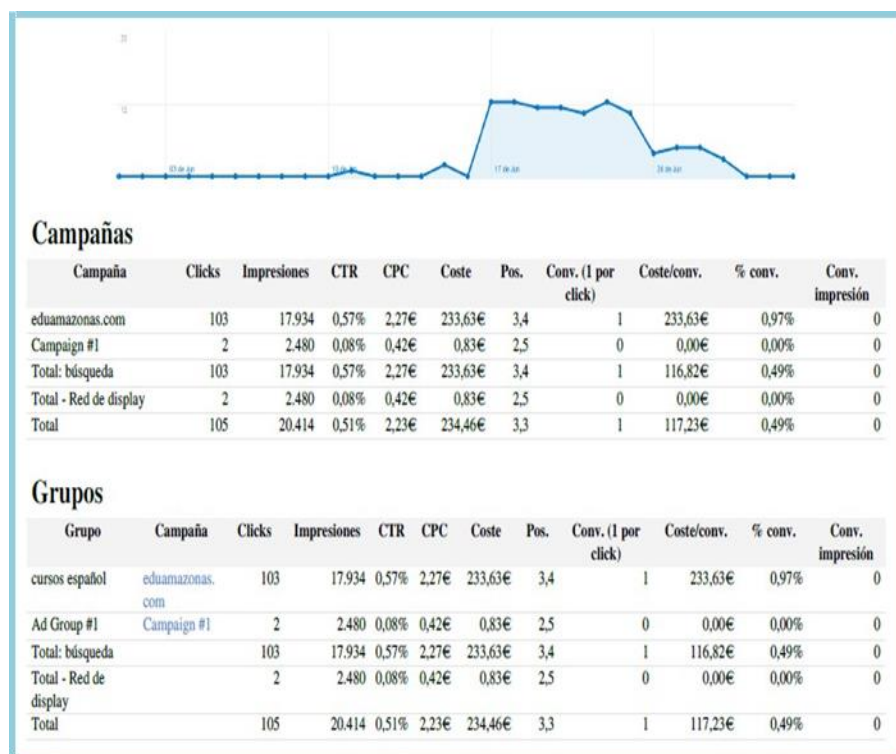 03 de Jun 10 de Jun 17 de Jun 24 de Jun
Campañas
Campaña Clicks Impresiones CTR CPC Coste Pos. Conv. (1 por click) Coste/conv. % conv. Conv. impresión
eduamazonas.com 103 17.934 0,57% 2,27€ 233,63€ 3,4 1 233,63€ 0,97% 0
Campaign #1 2 2.480 0,08% 0,42€ 0,83€ 2,5 0 0,00€ 0,00% 0
Total: búsqueda 103 17.934 0,57% 2,27€ 233,63€ 3,4 1 116,82€ 0,49% 0
Total - Red de display 2 2.480 0,08% 0,42€ 0,83€ 2,5 0 0,00€ 0,00% 0
Total 105 20.414 0,51% 2,23€ 234,46€ 3,3 1 117,23€ 0,49% 0
Grupos
Grupo Campaña Clicks Impresiones CTR CPC Coste Pos. Conv. (1 por click) Coste/conv. % conv. Conv. impresión
cursos español eduamazonas.com 103 17.934 0,57% 2,27€ 233,63€ 3,4 1 233,63€ 0,97% 0
Ad Group #1 Campaign #1 2 2.480 0,08% 0,42€ 0,83€ 2,5 0 0,00€ 0,00% 0
Total: búsqueda 103 17.934 0,57% 2,27€ 233,63€ 3,4 1 116,82€ 0,49% 0
Total - Red de display 2 2.480 0,08% 0,42€ 0,83€ 2,5 0 0,00€ 0,00% 0
Total 105 20.414 0,51% 2,23€ 234,46€ 3,3 1 117,23€ 0,49% 0